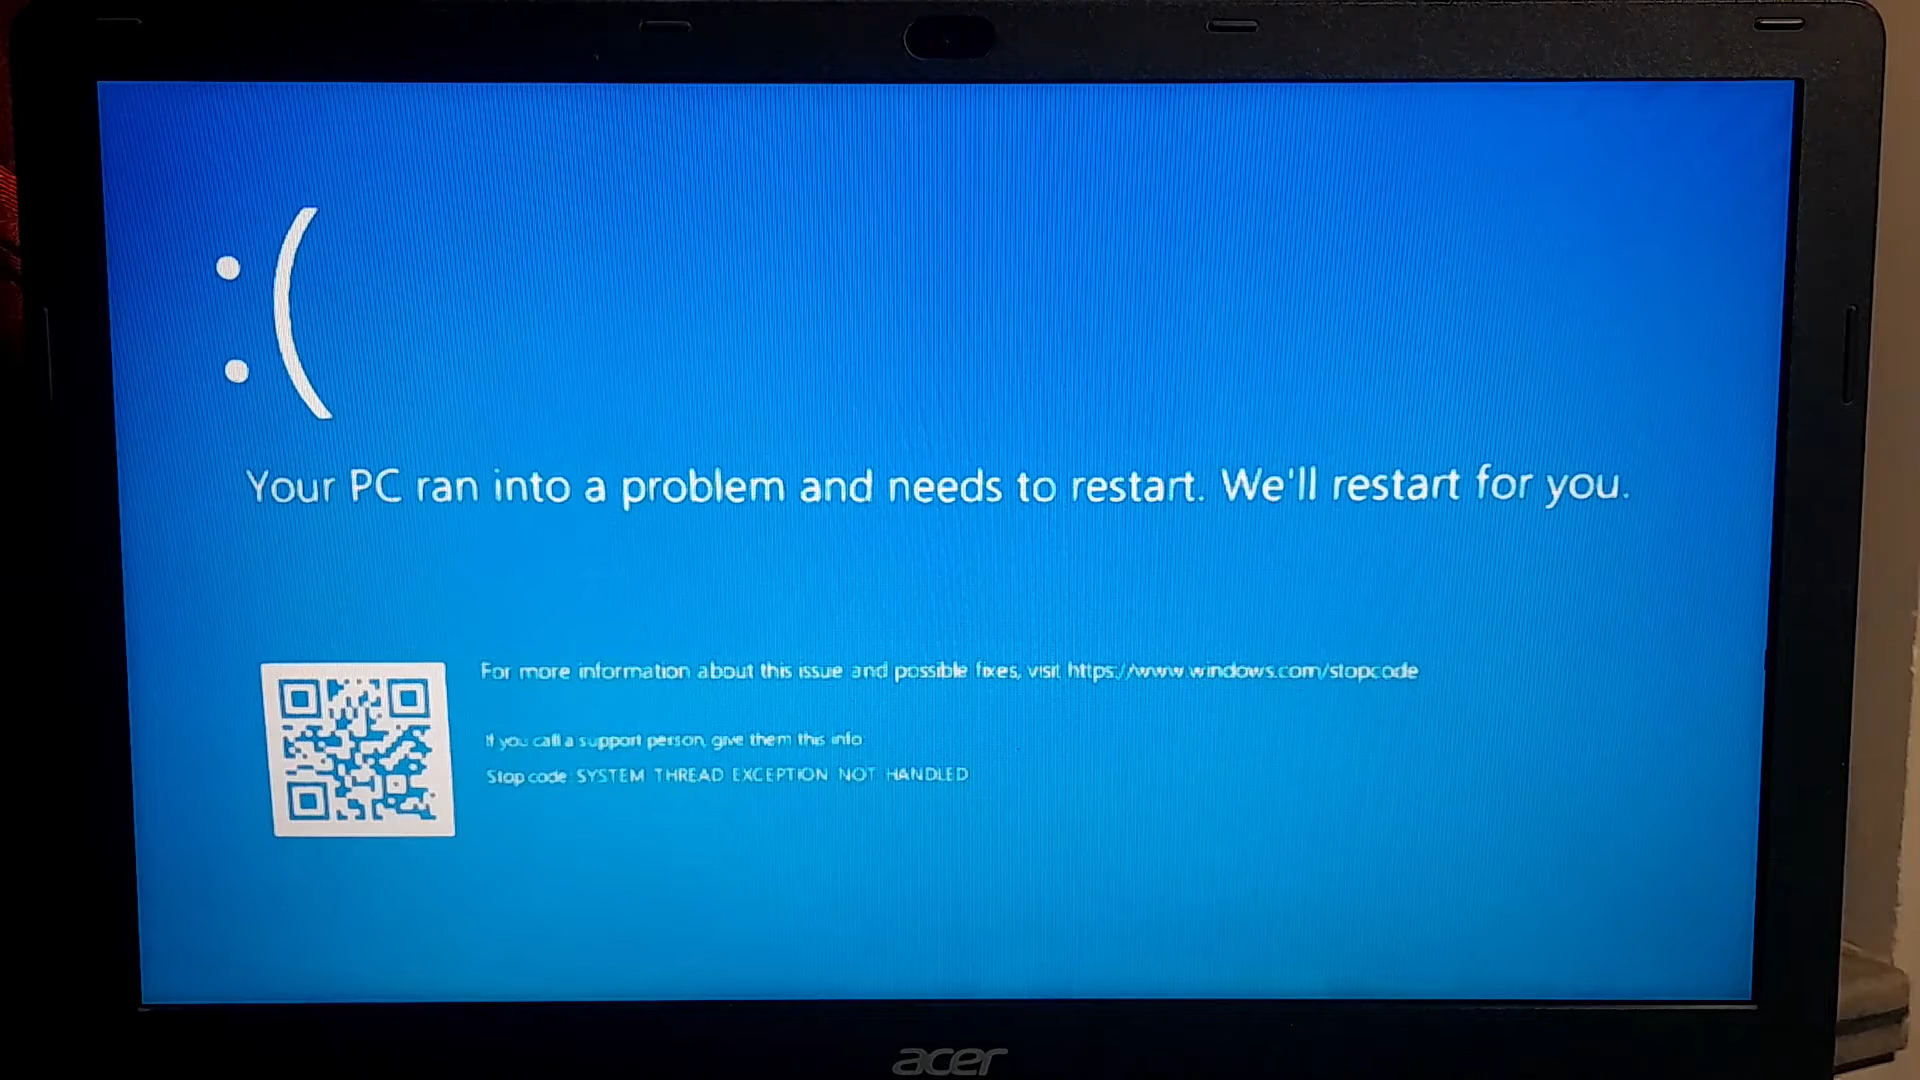 :(
Your PC ran into a problem and needs to restart. We'll restart for you.
For more information about this issue and possible fixes, visit https://www.windows.com/stopcode
If you call a support person, give them this info:
Stop code: SYSTEM THREAD EXCEPTION NOT HANDLED
acer